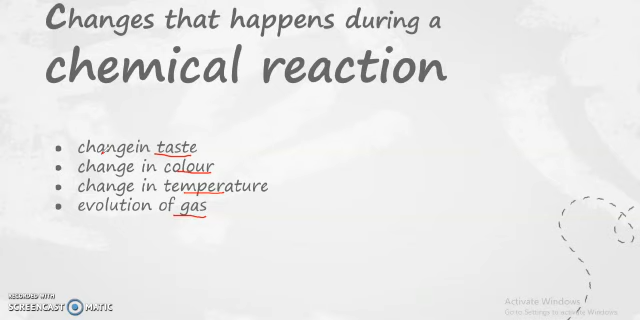 Changes that happens during a
chemical reaction
• changein taste
• change in colour
• change in temperature
• evolution of gas
RECORDED WITH
SCREENCAST MATIC
Activate Windows
Go to Settings to activate Windows